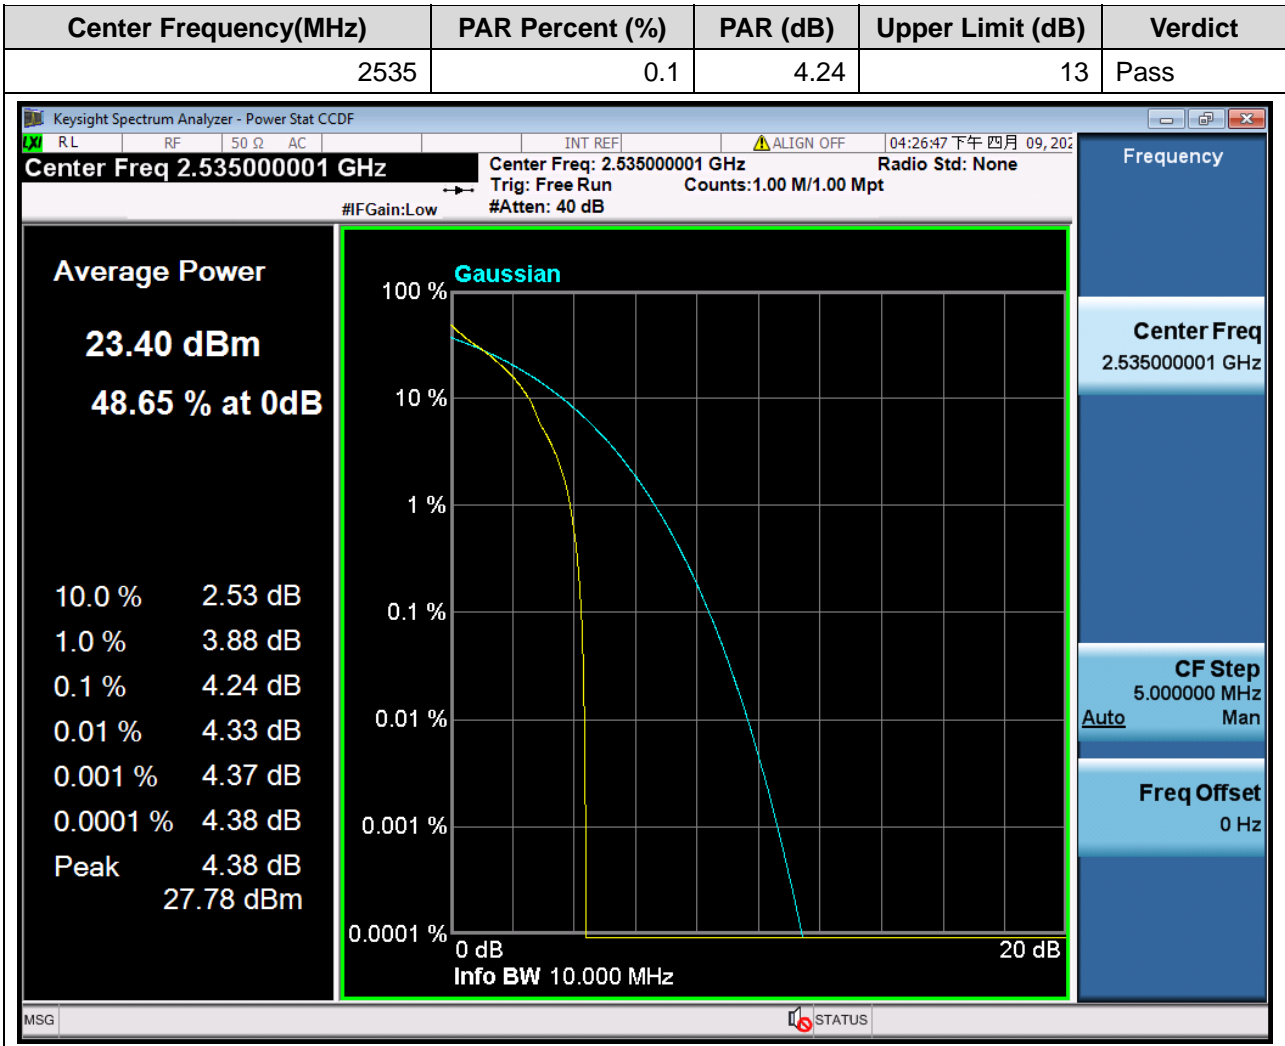 Center Frequency(MHz) PAR Percent (%) PAR (dB) Upper Limit (dB) Verdict
2535 0.1 4.24 13 Pass
Keysight Spectrum Analyzer - Power Stat CCDF
LXI RL RF 50 Ω AC INT REF ALIGN OFF 04:26:47 下午 四月 09, 202
Center Freq 2.535000001 GHz
#IFGain:Low
Center Freq: 2.535000001 GHz Radio Std: None
Trig: Free Run Counts:1.00 M/1.00 Mpt
#Atten: 40 dB
Frequency
Average Power
23.40 dBm
48.65 % at 0dB
10.0 % 2.53 dB
1.0 % 3.88 dB
0.1 % 4.24 dB
0.01 % 4.33 dB
0.001 % 4.37 dB
0.0001 % 4.38 dB
Peak 4.38 dB
27.78 dBm
Gaussian
100 %
10 %
1 %
0.1 %
0.01 %
0.001 %
0.0001 %
0 dB 20 dB
Info BW 10.000 MHz
Center Freq
2.535000001 GHz
CF Step
5.000000 MHz
Auto Man
Freq Offset
0 Hz
MSG STATUS